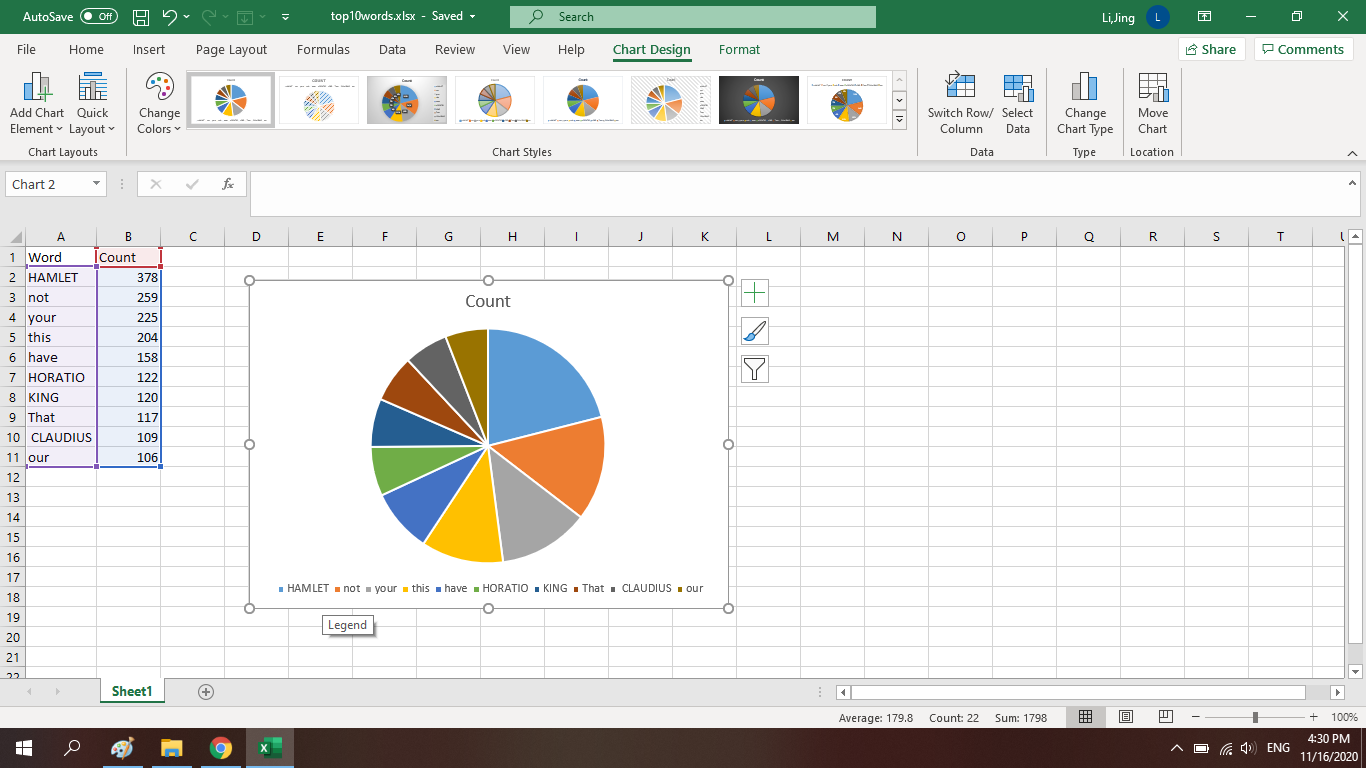 AutoSave Off top10words.xlsx - Saved Search Li,Jing L
File Home Insert Page Layout Formulas Data Review View Help Chart Design Format Share Comments
Add Chart Element Quick Layout Change Colors Switch Row/ Column Select Data Change Chart Type Move Chart
Chart Layouts Chart Styles Data Type Location
Chart 2 fx
A B C D E F G H I J K L M N O P Q R S T
1 Word Count
2 HAMLET 378
3 not 259
4 your 225
5 this 204
6 have 158
7 HORATIO 122
8 KING 120
9 That 117
10 CLAUDIUS 109
11 our 106
12
13
14
15
16
17
18
19
20
21
22
Count
HAMLET not your this have HORATIO KING That CLAUDIUS our
Legend
Sheet1
Average: 179.8 Count: 22 Sum: 1798 100%
ENG 4:30 PM
11/16/2020